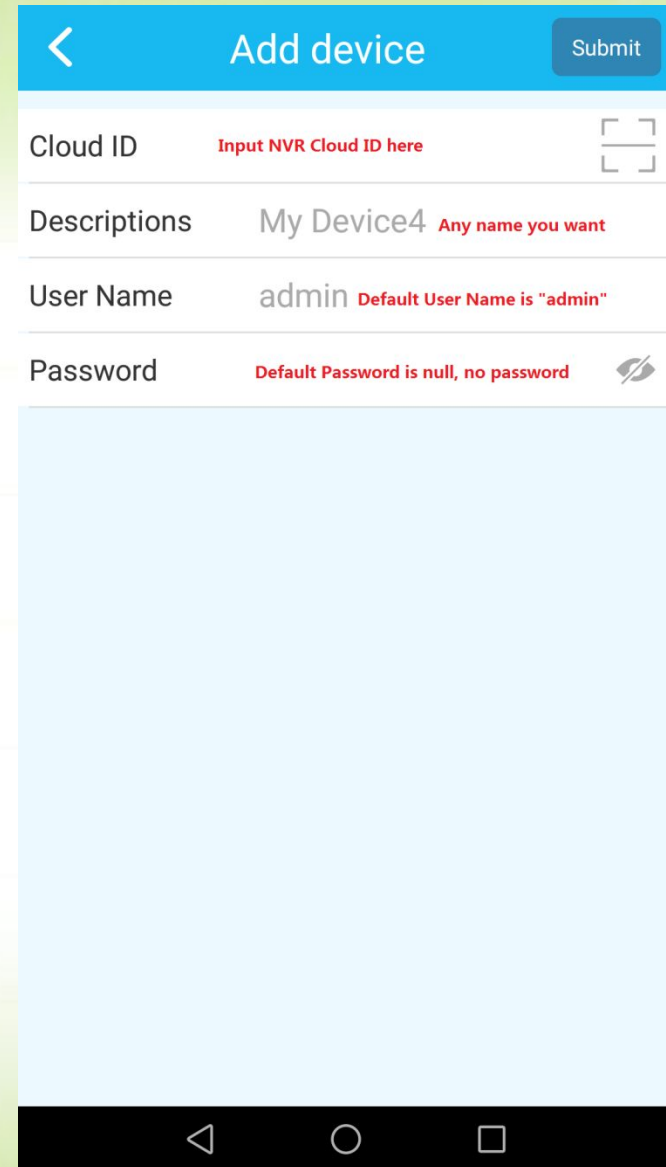 Add device Submit
Cloud ID Input NVR Cloud ID here
Descriptions My Device4 Any name you want
User Name admin Default User Name is "admin"
Password Default Password is null, no password